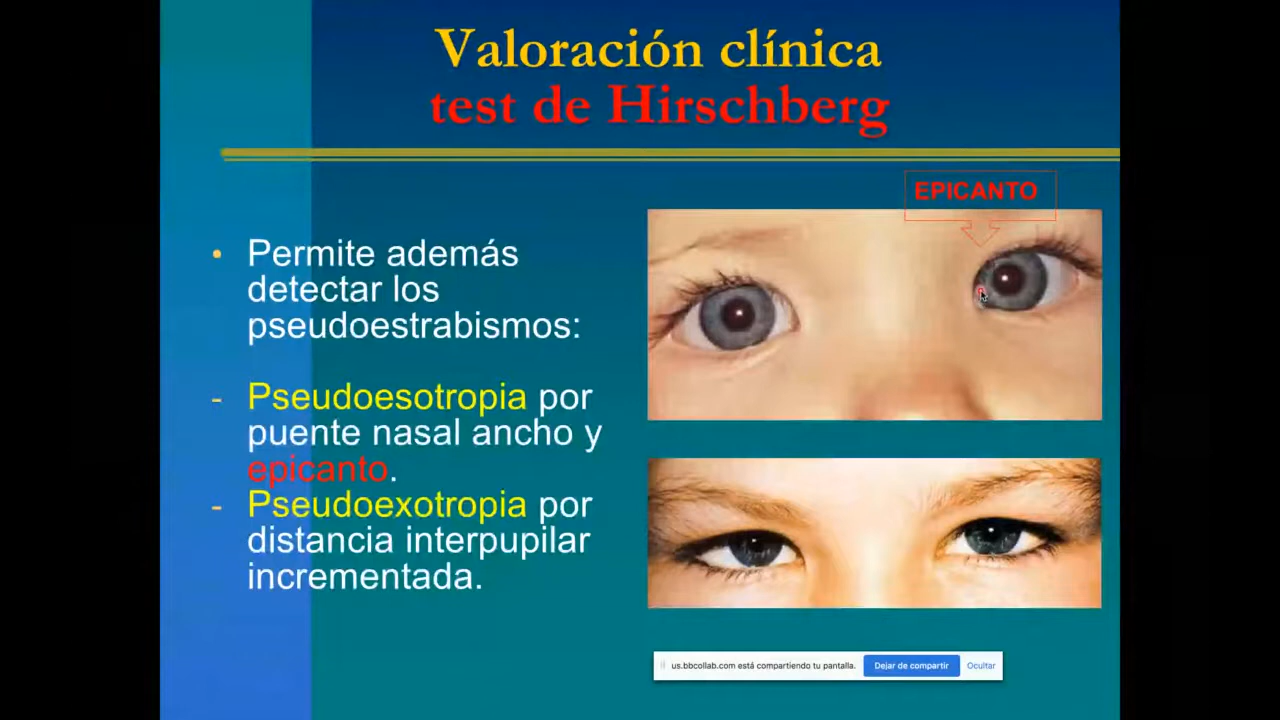 Valoración clínica
test de Hirschberg
EPICANTO
• Permite además
detectar los
pseudoestrabismos:
- Pseudoesotropia por
puente nasal ancho y
epicanto.
- Pseudoexotropia por
distancia interpupilar
incrementada.
us.bbcollab.com está compartiendo tu pantalla. Dejar de compartir Ocultar